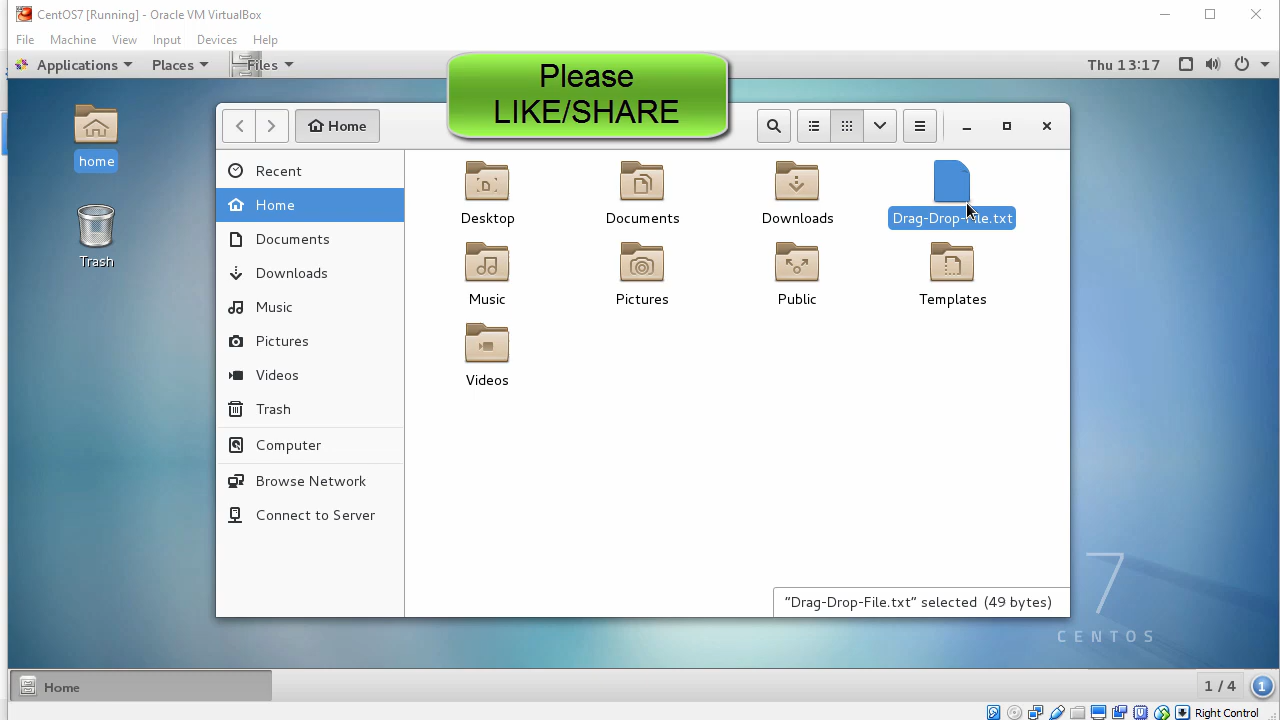 CentOS7 [Running] - Oracle VM VirtualBox
File Machine View Input Devices Help
Applications Places Files Thu 13:17
Please
LIKE/SHARE
Home
home
Trash
Recent
Home
Documents
Downloads
Music
Pictures
Videos
Trash
Computer
Browse Network
Connect to Server
Desktop Documents Downloads Drag-Drop-File.txt
Music Pictures Public Templates
Videos
"Drag-Drop-File.txt" selected (49 bytes)
7
CENTOS
Home 1 / 4 1
Right Control